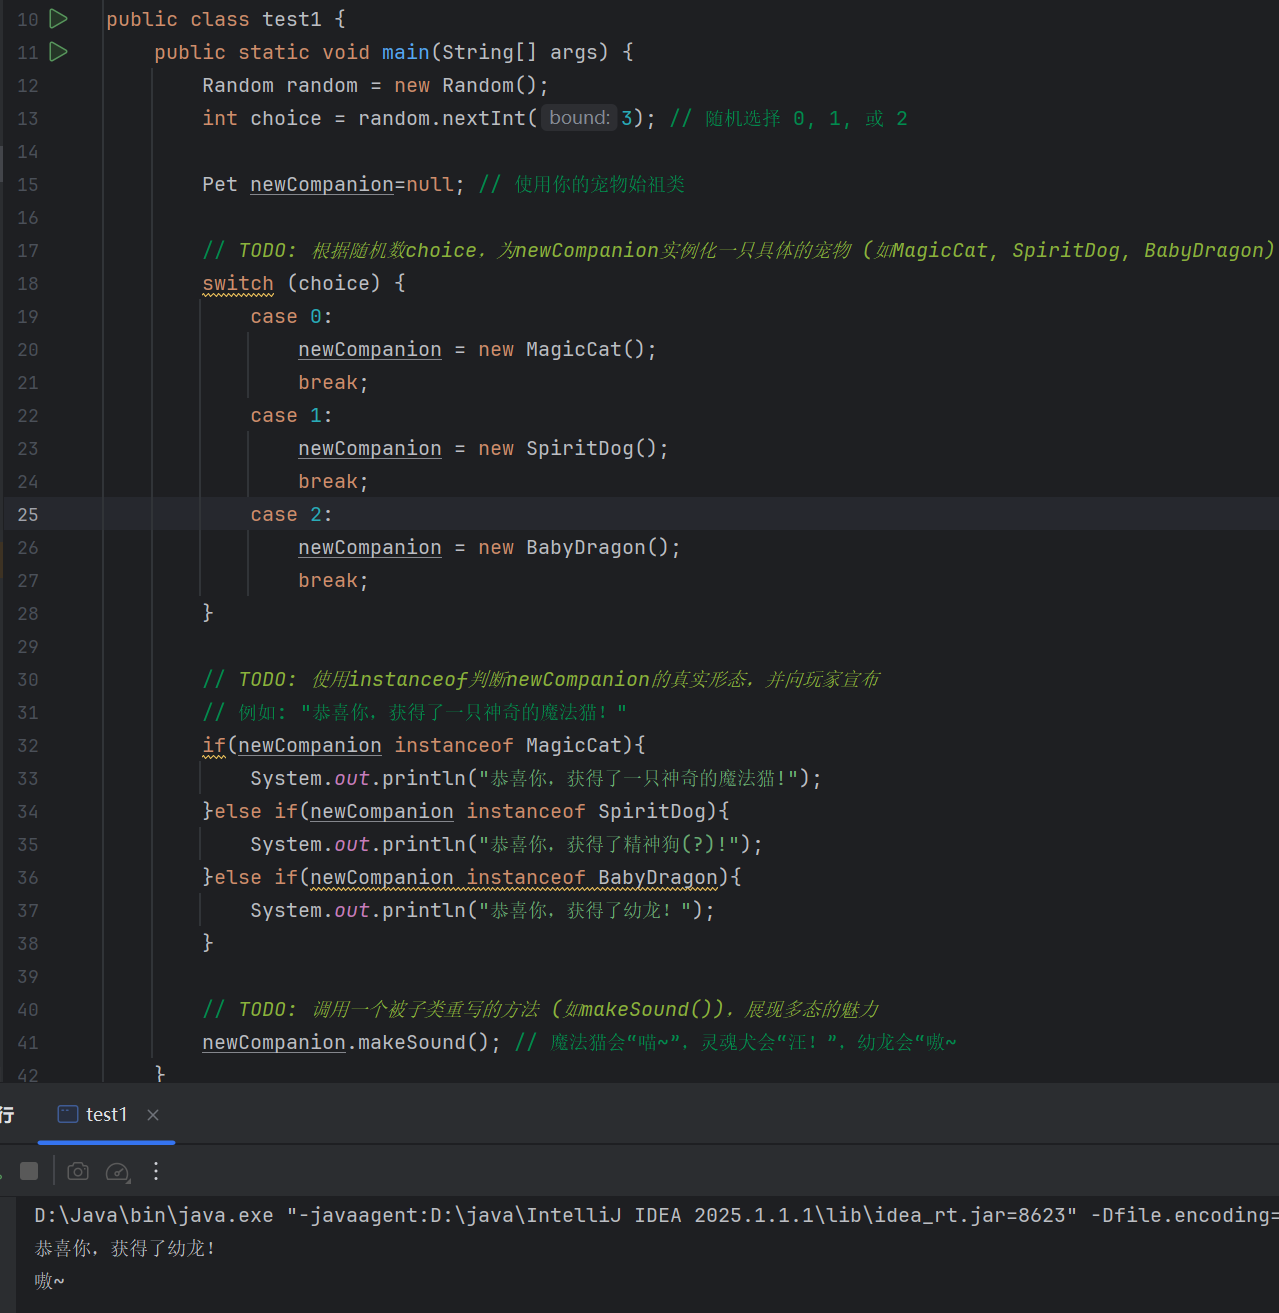 10 public class test1 {
11 public static void main(String[] args) {
12 Random random = new Random();
13 int choice = random.nextInt( bound: 3); // 随机选择 0, 1, 或 2
14
15 Pet newCompanion=null; // 使用你的宠物始祖类
16
17 // TODO: 根据随机数choice，为newCompanion实例化一只具体的宠物 (如MagicCat, SpiritDog, BabyDragon)
18 switch (choice) {
19 case 0:
20 newCompanion = new MagicCat();
21 break;
22 case 1:
23 newCompanion = new SpiritDog();
24 break;
25 case 2:
26 newCompanion = new BabyDragon();
27 break;
28 }
29
30 // TODO: 使用instanceof判断newCompanion的真实形态，并向玩家宣布
31 // 例如: "恭喜你，获得了一只神奇的魔法猫！"
32 if(newCompanion instanceof MagicCat){
33 System.out.println("恭喜你，获得了一只神奇的魔法猫!");
34 }else if(newCompanion instanceof SpiritDog){
35 System.out.println("恭喜你，获得了精神狗(?)!");
36 }else if(newCompanion instanceof BabyDragon){
37 System.out.println("恭喜你，获得了幼龙！");
38 }
39
40 // TODO: 调用一个被子类重写的方法 (如makeSound())，展现多态的魅力
41 newCompanion.makeSound(); // 魔法猫会“喵~”，灵魂犬会“汪！”，幼龙会“嗷~
42 }
行 test1
D:\Java\bin\java.exe "-javaagent:D:\java\IntelliJ IDEA 2025.1.1.1\lib\idea_rt.jar=8623" -Dfile.encoding=
恭喜你，获得了幼龙！
嗷~